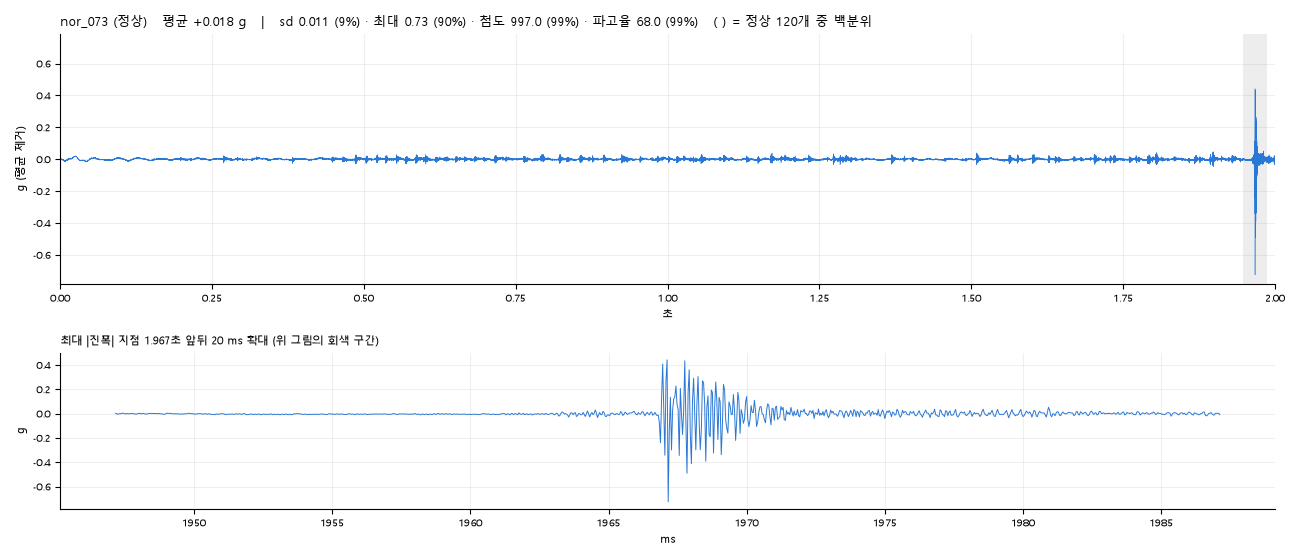 nor_073 (정상)    평균 +0.018 g    |    sd 0.011 (9%) · 최대 0.73 (90%) · 첨도 997.0 (99%) · 파고율 68.0 (99%)    ( ) = 정상 120개 중 백분위
g (평균 제거)
0.6
0.4
0.2
0.0
-0.2
-0.4
-0.6
0.00 0.25 0.50 0.75 1.00 1.25 1.50 1.75 2.00
초
최대 |진폭| 지점 1.967초 앞뒤 20 ms 확대 (위 그림의 회색 구간)
g
0.4
0.2
0.0
-0.2
-0.4
-0.6
1950 1955 1960 1965 1970 1975 1980 1985
ms